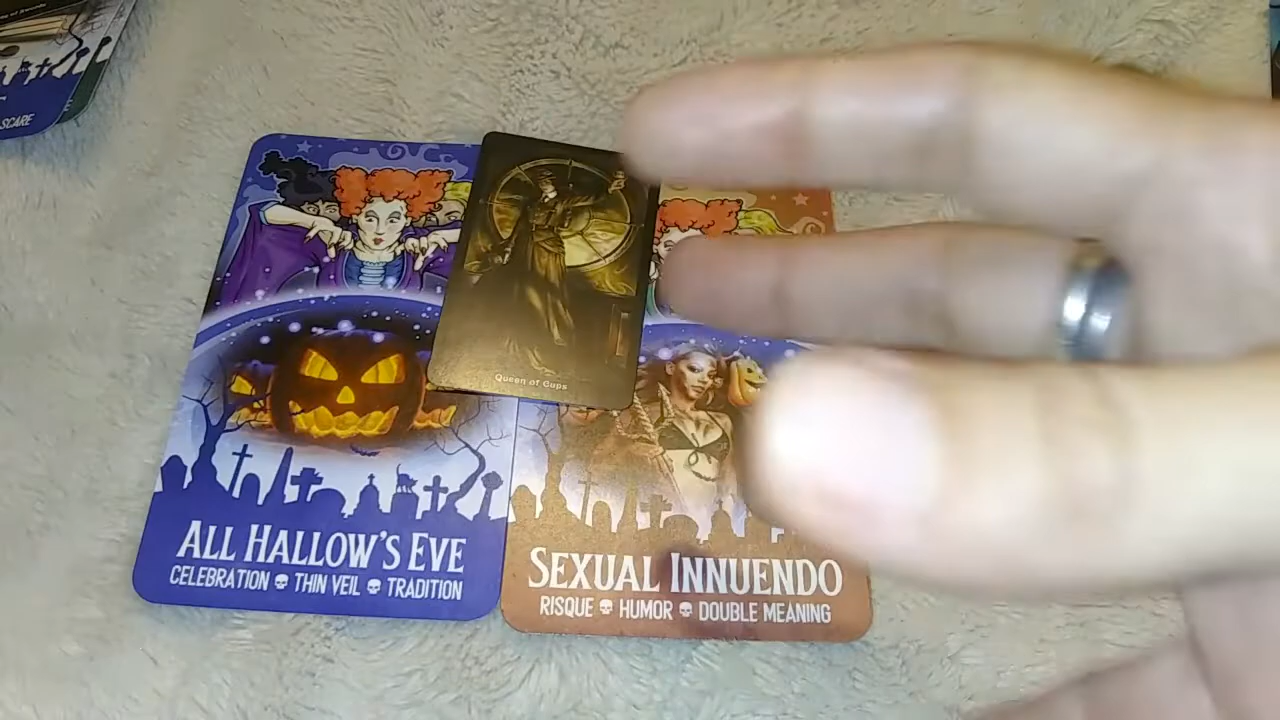 SCARE
Queen of Cups
ALL HALLOW'S EVE
CELEBRATION THIN VEIL TRADITION
SEXUAL INNUENDO
RISQUE HUMOR DOUBLE MEANING